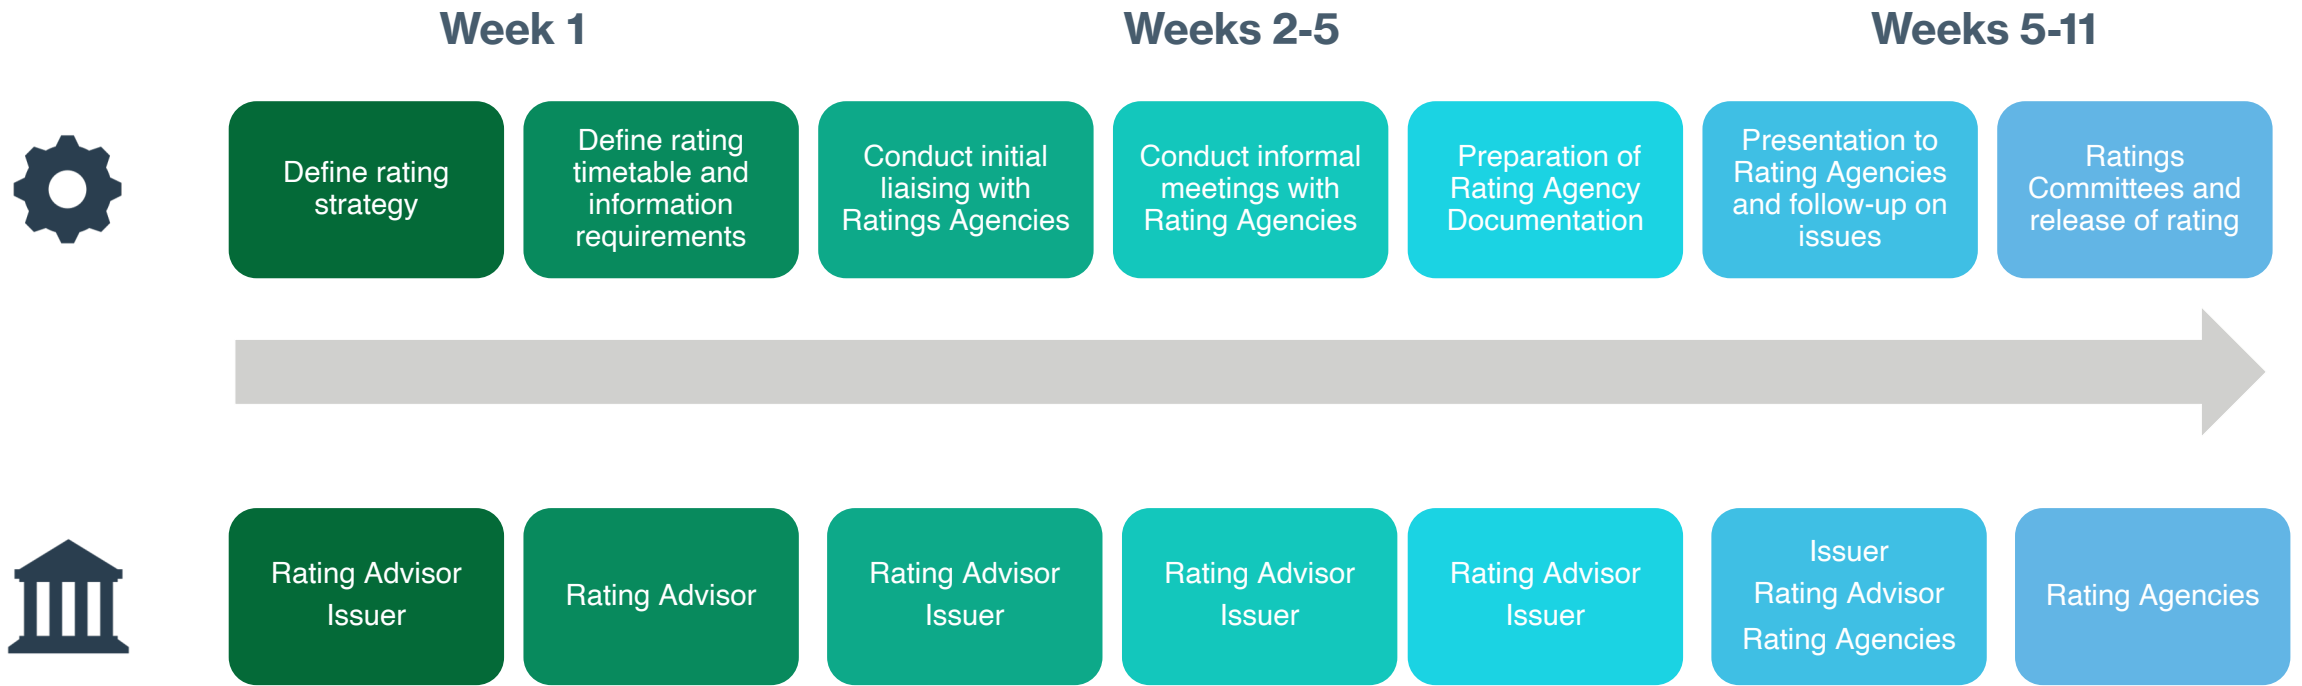 Week 1
Weeks 2-5
Weeks 5-11
Define rating
strategy
Define rating
timetable and
information
requirements
Conduct initial
liaising with
Ratings Agencies
Conduct informal
meetings with
Rating Agencies
Preparation of
Rating Agency
Documentation
Presentation to
Rating Agencies
and follow-up on
issues
Ratings
Committees and
release of rating
Rating Advisor
Issuer
Rating Advisor
Rating Advisor
Issuer
Rating Advisor
Issuer
Rating Advisor
Issuer
Issuer
Rating Advisor
Rating Agencies
Rating Agencies